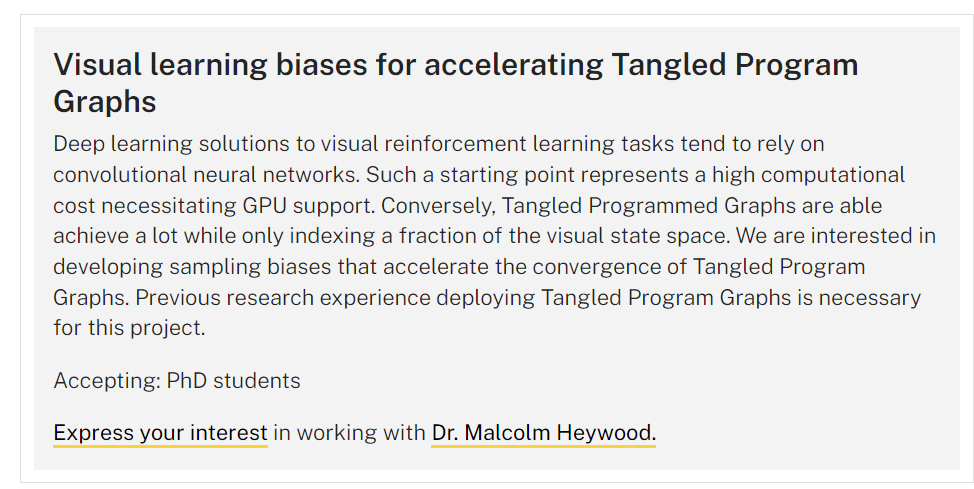 Visual learning biases for accelerating Tangled Program
Graphs
Deep learning solutions to visual reinforcement learning tasks tend to rely on
convolutional neural networks. Such a starting point represents a high computational
cost necessitating GPU support. Conversely, Tangled Programmed Graphs are able
achieve a lot while only indexing a fraction of the visual state space. We are interested in
developing sampling biases that accelerate the convergence of Tangled Program
Graphs. Previous research experience deploying Tangled Program Graphs is necessary
for this project.
Accepting: PhD students
Express your interest in working with Dr. Malcolm Heywood.